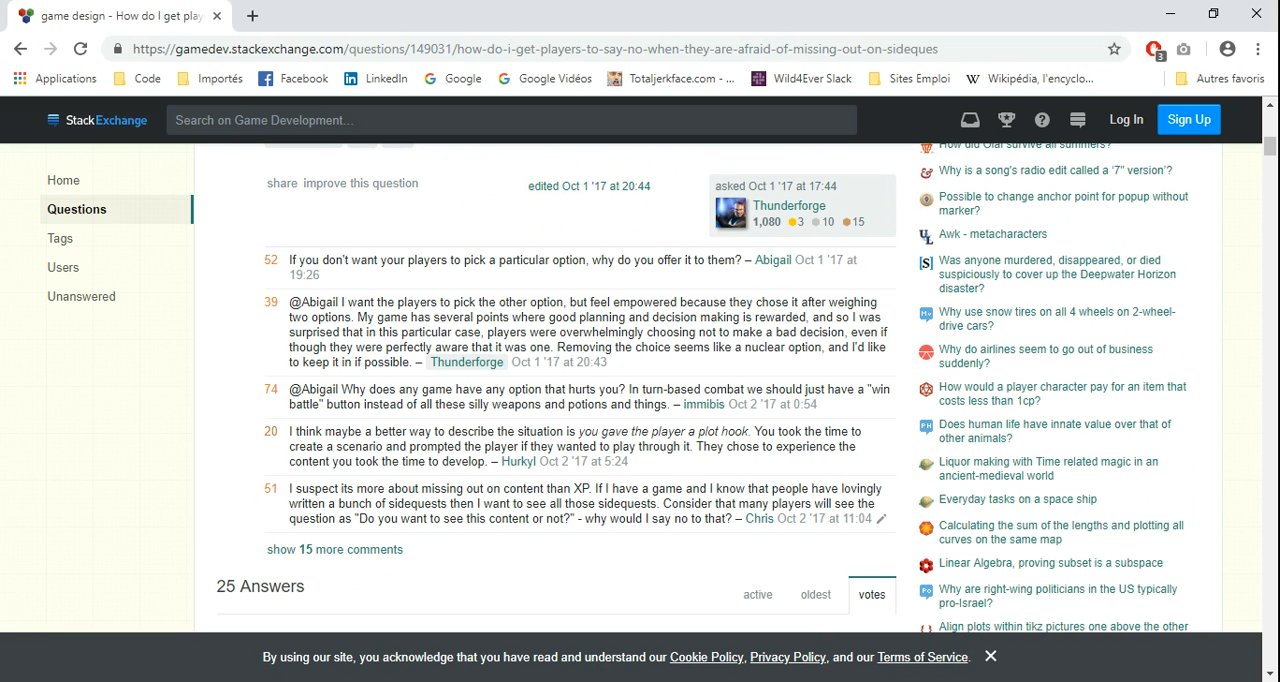 game design - How do I get play
https://gamedev.stackexchange.com/questions/149031/how-do-i-get-players-to-say-no-when-they-are-afraid-of-missing-out-on-sideques
3
Applications Code Importés Facebook LinkedIn Google Google Vidéos Totaljerkface.com - ... Wild4Ever Slack Sites Emploi Wikipédia, l'encyclo... Autres favoris
StackExchange Search on Game Development... Log In Sign Up
Home
Questions
Tags
Users
Unanswered
share improve this question
edited Oct 1 '17 at 20:44
asked Oct 1 '17 at 17:44
Thunderforge
1,080 3 10 15
52 If you don't want your players to pick a particular option, why do you offer it to them? – Abigail Oct 1 '17 at
19:26
39 @Abigail I want the players to pick the other option, but feel empowered because they chose it after weighing
two options. My game has several points where good planning and decision making is rewarded, and so I was
surprised that in this particular case, players were overwhelmingly choosing not to make a bad decision, even if
though they were perfectly aware that it was one. Removing the choice seems like a nuclear option, and I'd like
to keep it in if possible. – Thunderforge Oct 1 '17 at 20:43
74 @Abigail Why does any game have any option that hurts you? In turn-based combat we should just have a "win
battle" button instead of all these silly weapons and potions and things. – immibis Oct 2 '17 at 0:54
20 I think maybe a better way to describe the situation is you gave the player a plot hook. You took the time to
create a scenario and prompted the player if they wanted to play through it. They chose to experience the
content you took the time to develop. – Hurkyl Oct 2 '17 at 5:24
51 I suspect its more about missing out on content than XP. If I have a game and I know that people have lovingly
written a bunch of sidequests then I want to see all those sidequests. Consider that many players will see the
question as "Do you want to see this content or not?" - why would I say no to that? – Chris Oct 2 '17 at 11:04
show 15 more comments
25 Answers
active oldest votes
How did Olaf survive all summers?
Why is a song's radio edit called a '7" version'?
Possible to change anchor point for popup without
marker?
Awk - metacharacters
Was anyone murdered, disappeared, or died
suspiciously to cover up the Deepwater Horizon
disaster?
Why use snow tires on all 4 wheels on 2-wheel-
drive cars?
Why do airlines seem to go out of business
suddenly?
How would a player character pay for an item that
costs less than 1cp?
Does human life have innate value over that of
other animals?
Liquor making with Time related magic in an
ancient-medieval world
Everyday tasks on a space ship
Calculating the sum of the lengths and plotting all
curves on the same map
Linear Algebra, proving subset is a subspace
Why are right-wing politicians in the US typically
pro-Israel?
Align plots within tikz pictures one above the other
By using our site, you acknowledge that you have read and understand our Cookie Policy, Privacy Policy, and our Terms of Service.